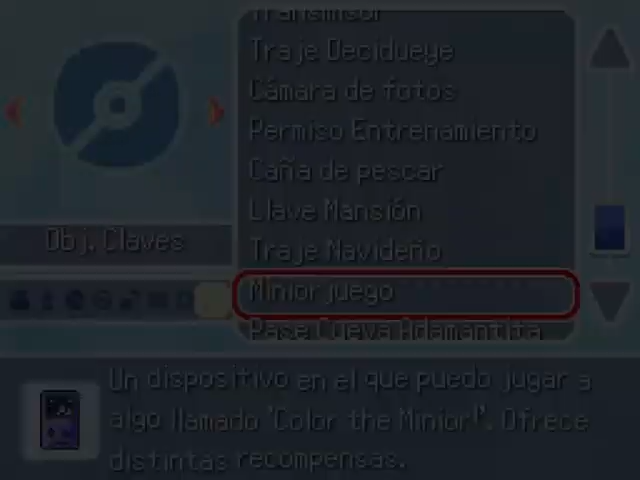 Transmisor
Traje Decidueye
Cámara de fotos
Permiso Entrenamiento
Caña de pescar
Llave Mansión
Traje Navideño
Minior juego
Pase Cueva Adamantita
Obj. Claves
Un dispositivo en el que puedo jugar a
algo llamado 'Color the Minior!'. Ofrece
distintas recompensas.